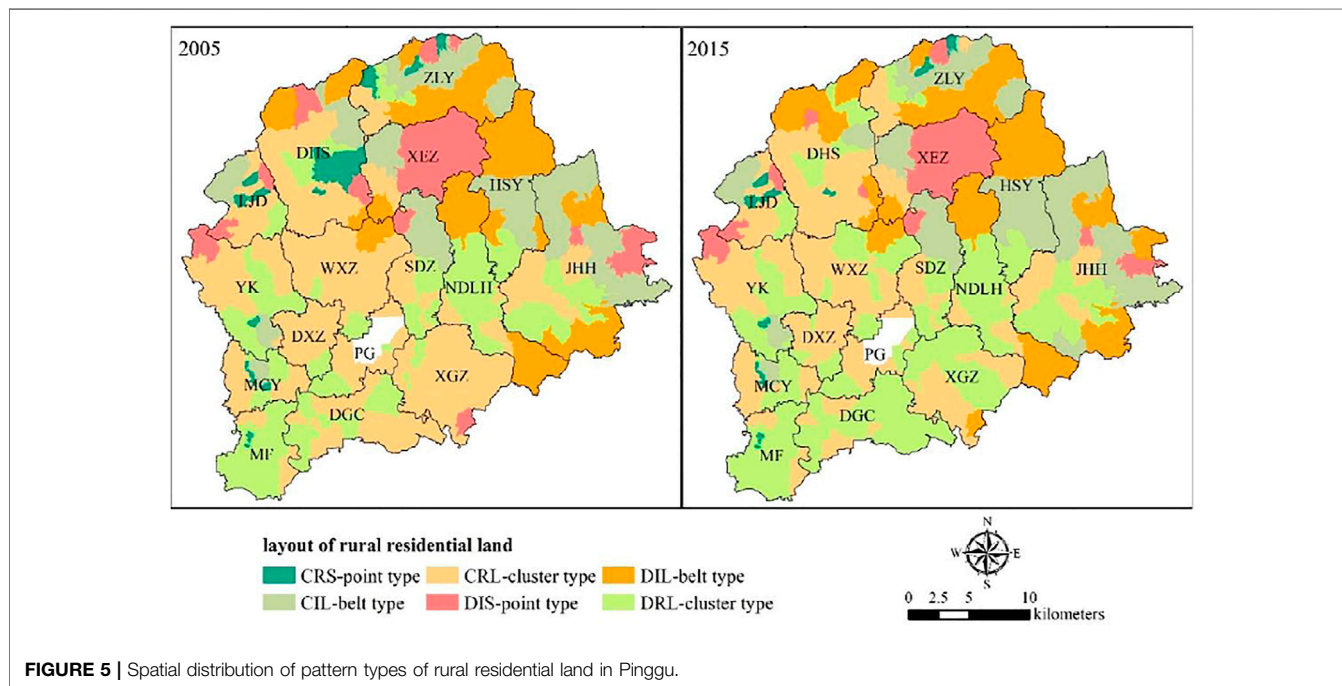 2005
ZLY
DHS
XEZ
HSY
LJD
JHH
WXZ
SDZ
YK
NDLH
DXZ
PG
XGZ
MCY
DGC
MF
2015
ZLY
DHS
XEZ
HSY
LJD
JHH
WXZ
SDZ
YK
NDLH
DXZ
PG
XGZ
MCY
DGC
MF
layout of rural residential land
CRS-point type CRL-cluster type DIL-belt type
CIL-belt type DIS-point type DRL-cluster type
N
W E
S
0 2.5 5 10
kilometers
FIGURE 5 | Spatial distribution of pattern types of rural residential land in Pinggu.